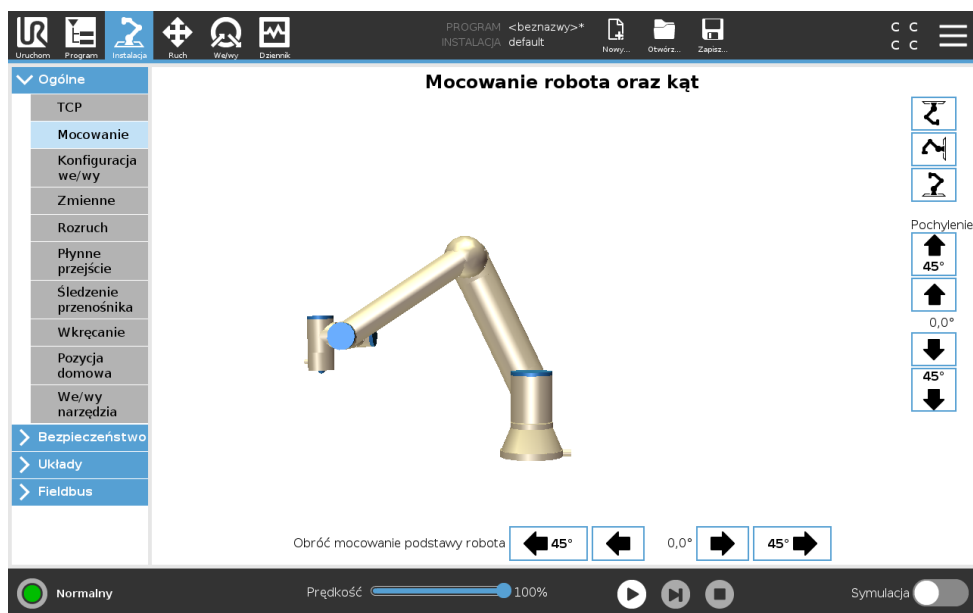 PROGRAM <beznazwy>*
INSTALACJA default
Uruchom Program Instalacja Ruch We/wy Dziennik Nowy... Otwórz... Zapisz...
C C
C C
Ogólne
TCP
Mocowanie
Konfiguracja
we/wy
Zmienne
Rozruch
Płynne
przejście
Śledzenie
przenośnika
Wkręcanie
Pozycja
domowa
We/wy
narzędzia
Bezpieczeństwo
Układy
Fieldbus
Mocowanie robota oraz kąt
Pochylenie
45°
0,0°
45°
Obróć mocowanie podstawy robota 45° 0,0° 45°
Normalny Prędkość 100% Symulacja